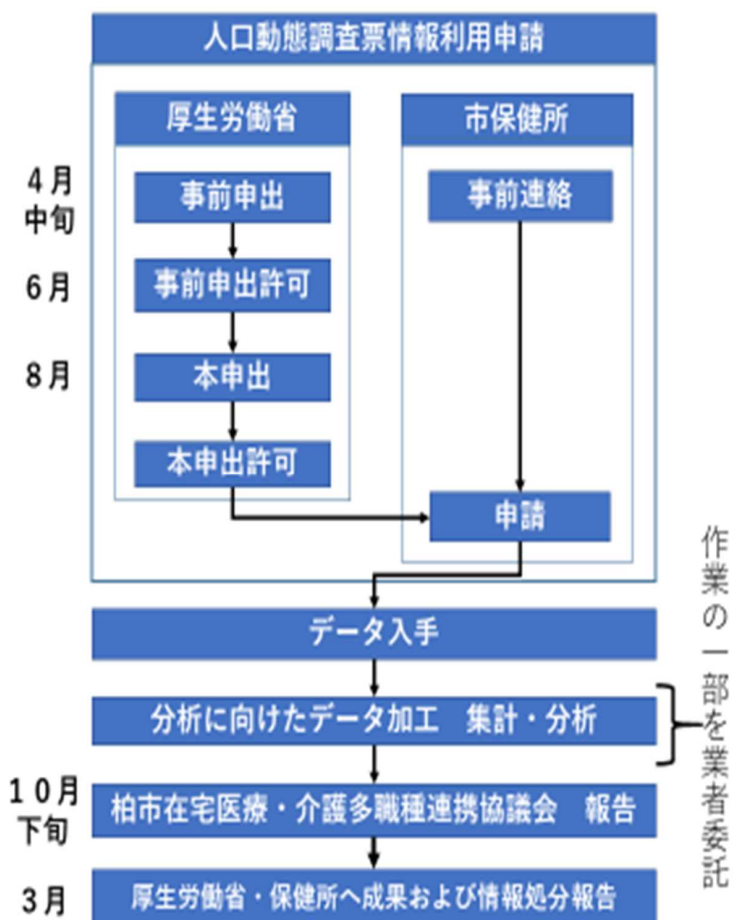 人口動態調査票情報利用申請
厚生労働省
市保健所
4月
中旬
事前申出
事前連絡
6月
事前申出許可
8月
本申出
本申出許可
申請
データ入手
分析に向けたデータ加工　集計・分析
作業の一部を業者委託
10月
下旬
柏市在宅医療・介護多職種連携協議会　報告
3月
厚生労働省・保健所へ成果および情報処分報告